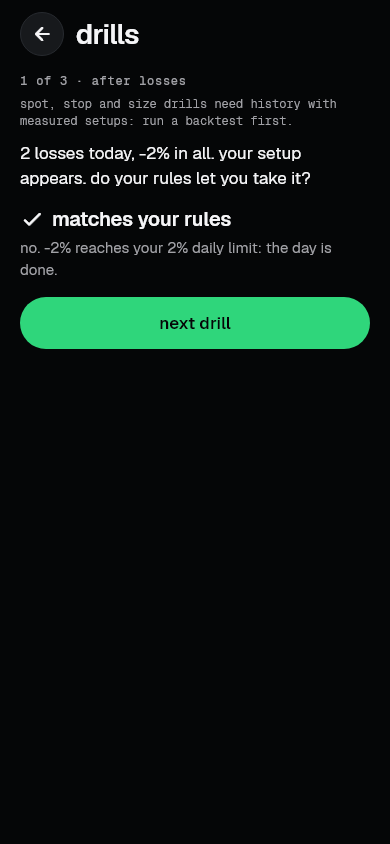 drills
1 of 3 · after losses
spot, stop and size drills need history with
measured setups: run a backtest first.
2 losses today, -2% in all. your setup
appears. do your rules let you take it?
matches your rules
no. -2% reaches your 2% daily limit: the day is
done.
next drill